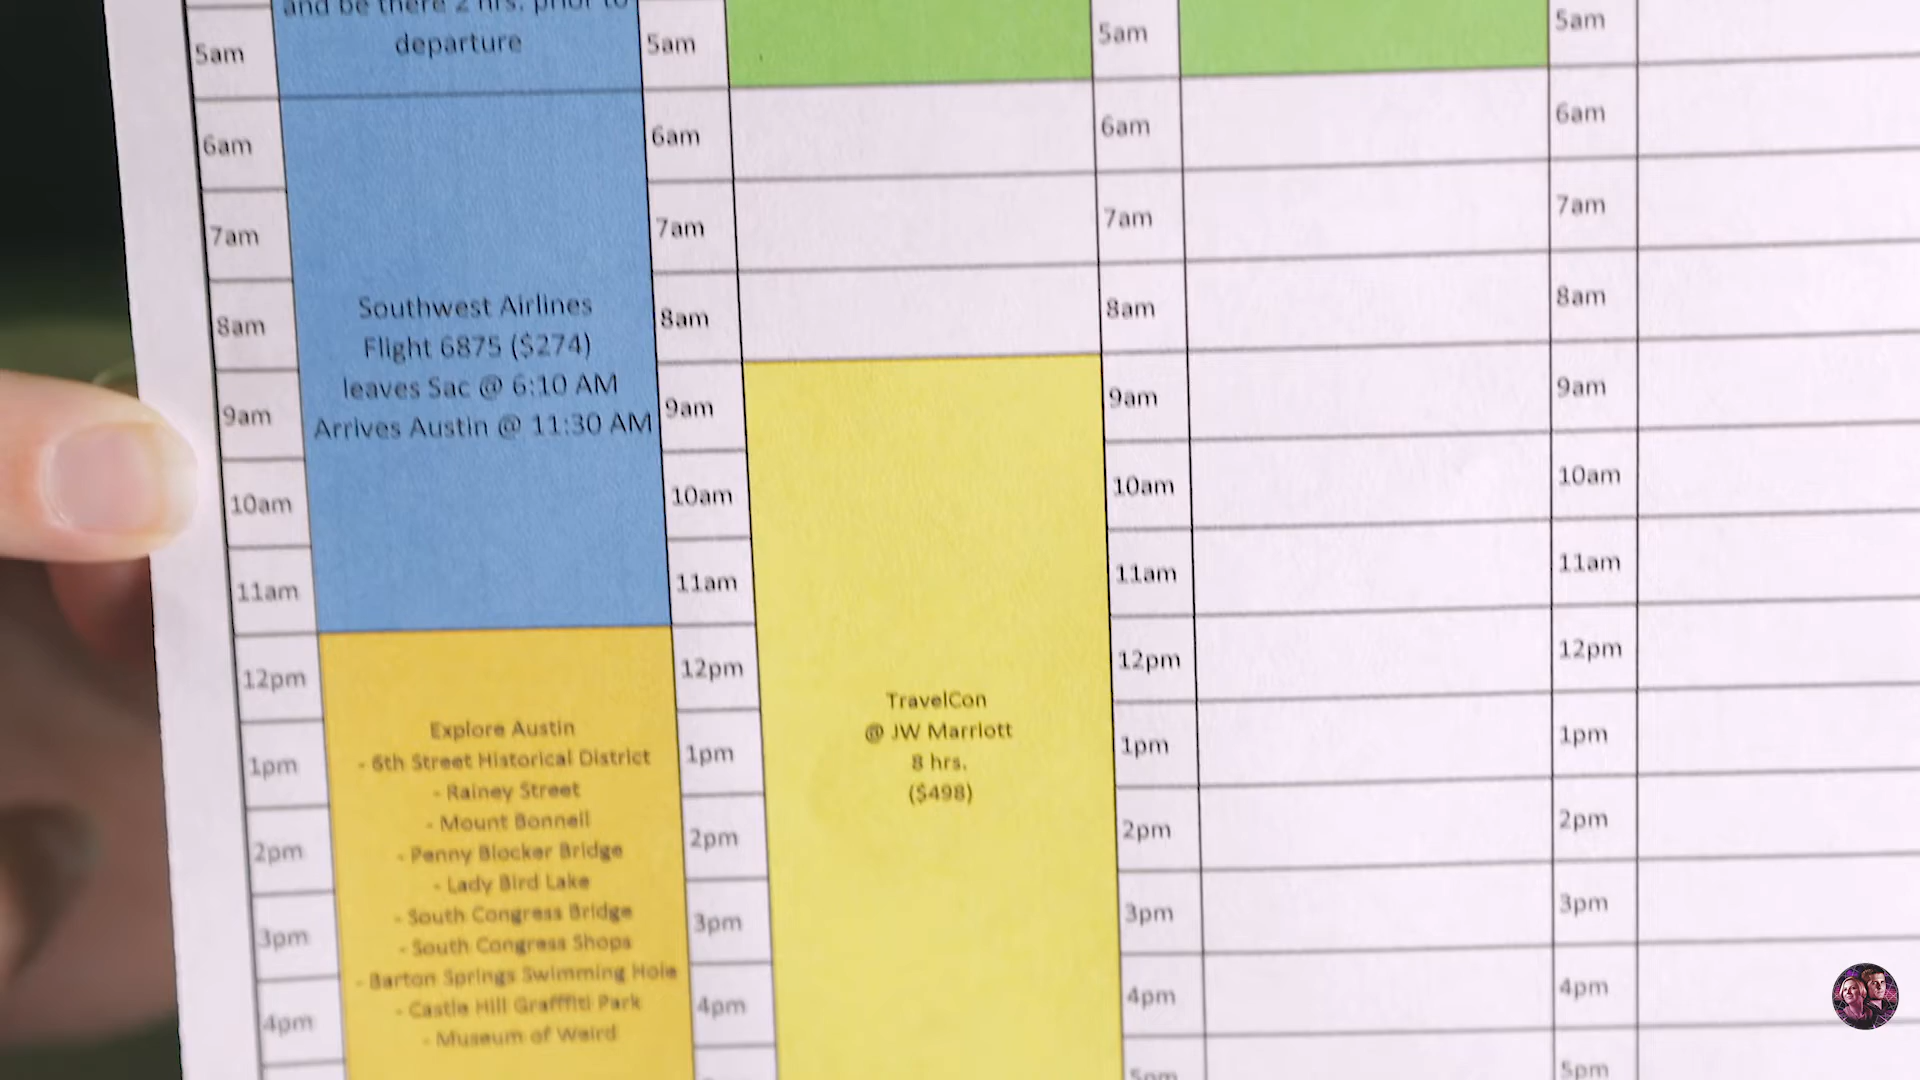 and be there 2 hrs. prior to
departure
5am
6am
7am
8am
9am
10am
11am
12pm
1pm
2pm
3pm
4pm
Southwest Airlines
Flight 6875 ($274)
leaves Sac @ 6:10 AM
Arrives Austin @ 11:30 AM
Explore Austin
- 6th Street Historical District
- Rainey Street
- Mount Bonnell
- Penny Blocker Bridge
- Lady Bird Lake
- South Congress Bridge
- South Congress Shops
- Barton Springs Swimming Hole
- Castle Hill Graffiti Park
- Museum of Weird
5am
6am
7am
8am
9am
10am
11am
12pm
1pm
2pm
3pm
4pm
TravelCon
@ JW Marriott
8 hrs.
($498)
5am
6am
7am
8am
9am
10am
11am
12pm
1pm
2pm
3pm
4pm
5pm
5am
6am
7am
8am
9am
10am
11am
12pm
1pm
2pm
3pm
4pm
5pm